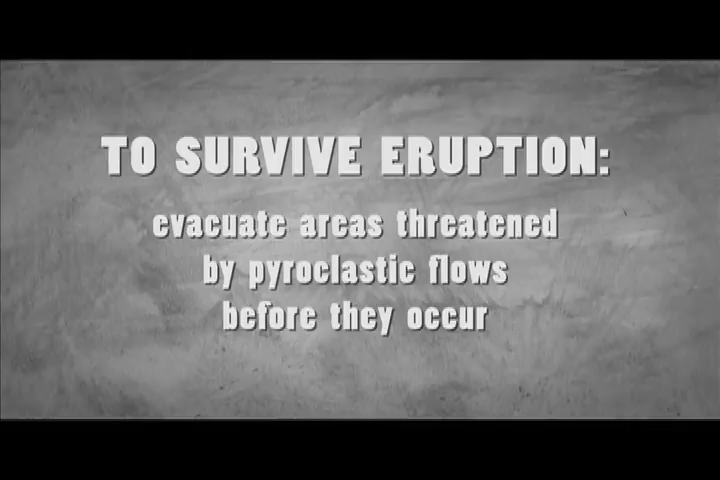 TO SURVIVE ERUPTION:
evacuate areas threatened
by pyroclastic flows
before they occur